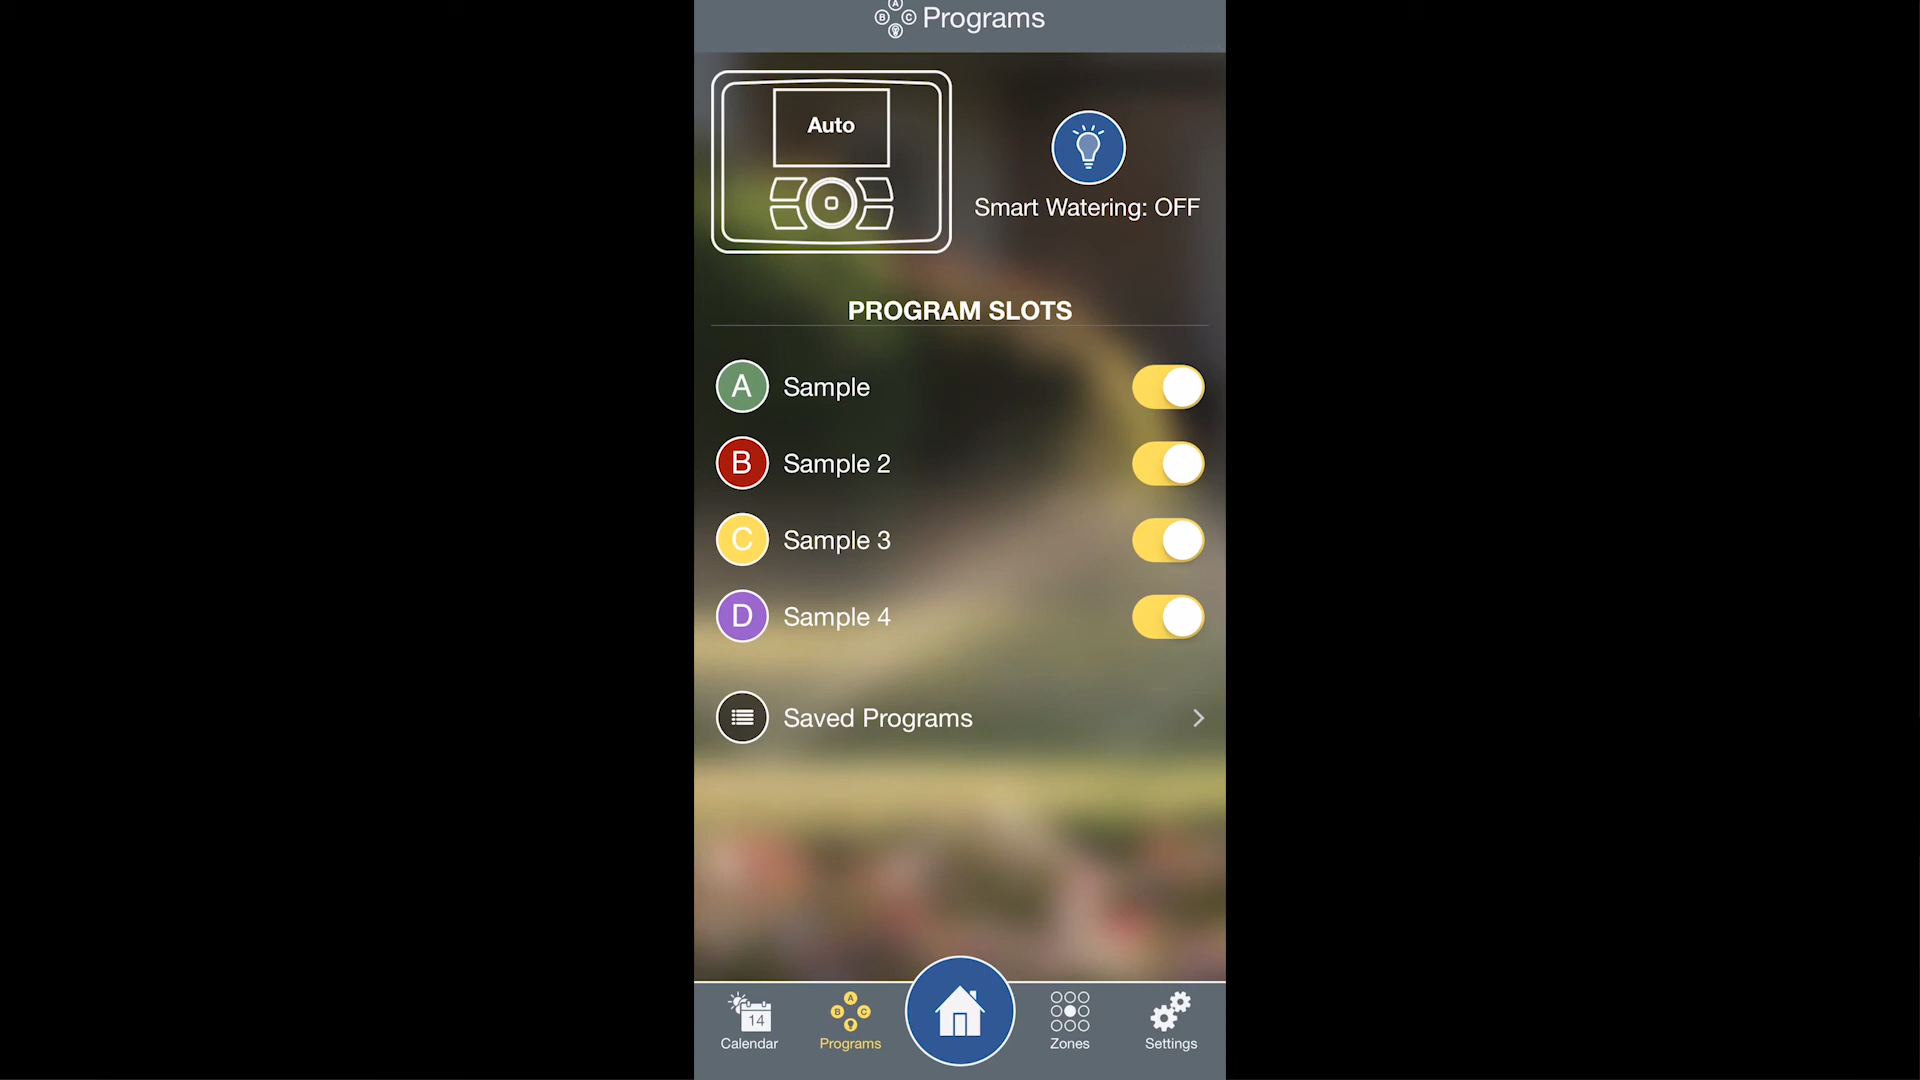 A
B C Programs
Auto
Smart Watering: OFF
PROGRAM SLOTS
A Sample
B Sample 2
C Sample 3
D Sample 4
Saved Programs
14
A
B C
Calendar Programs Zones Settings